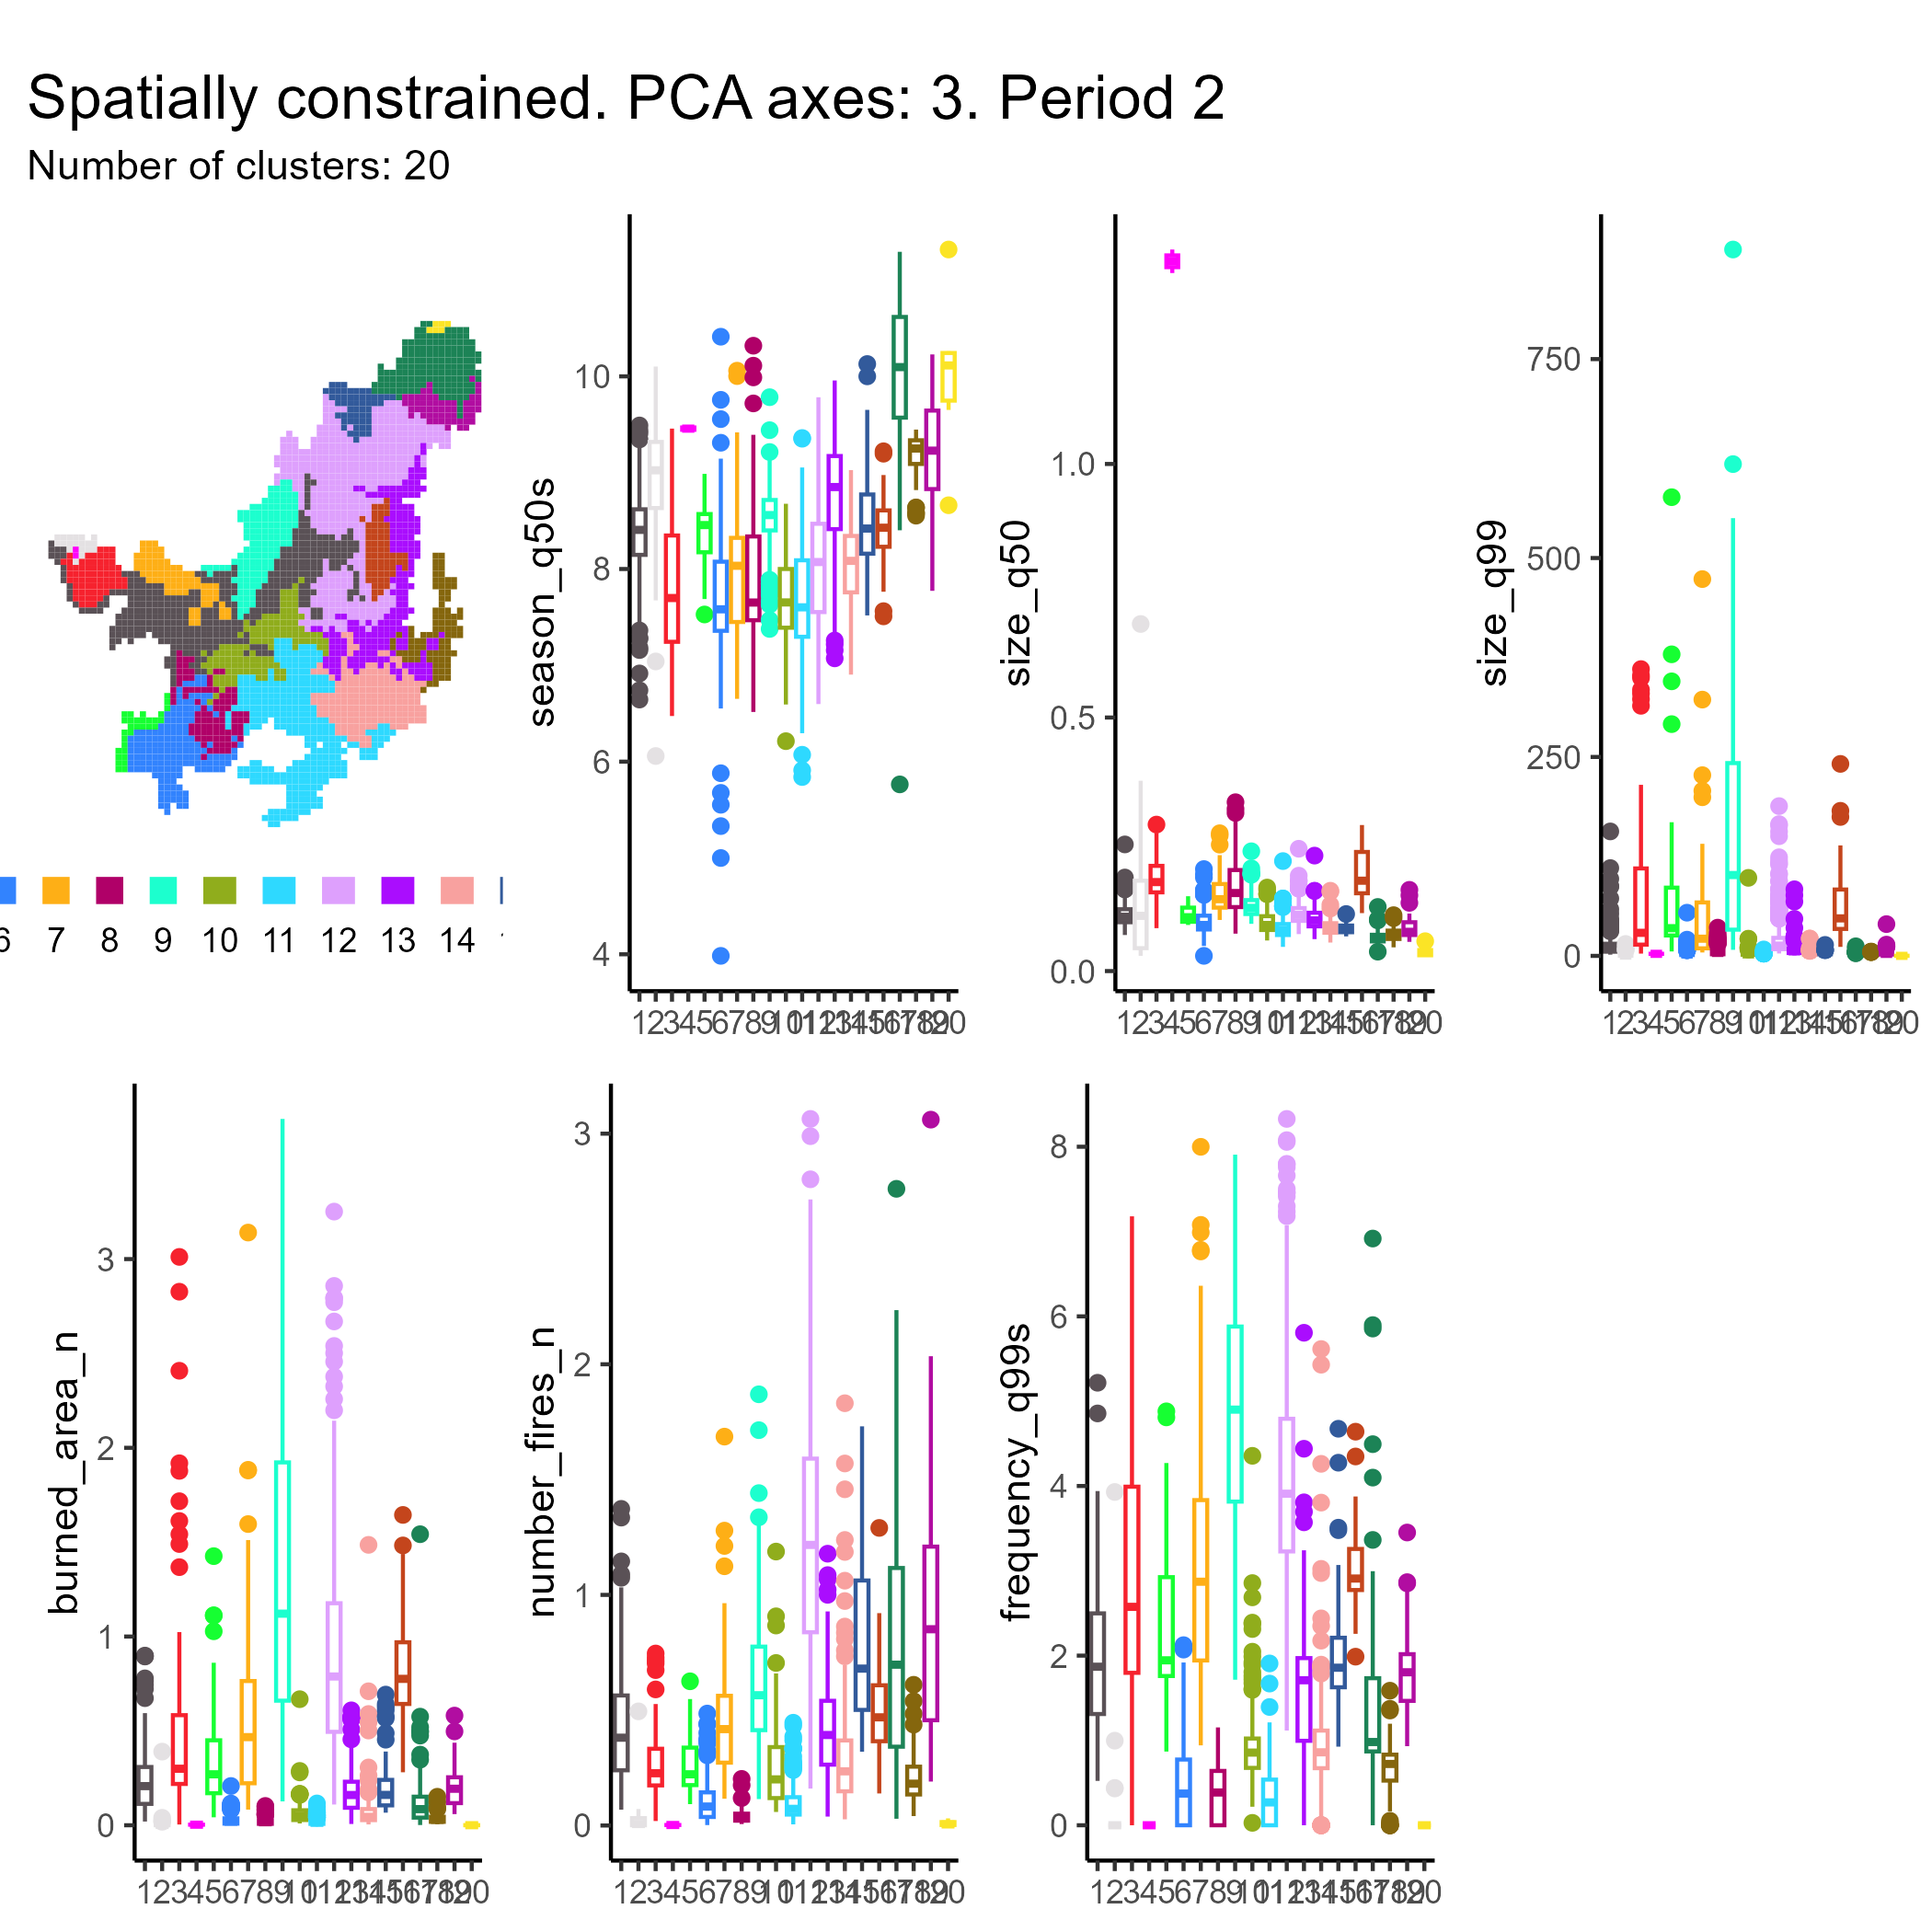 Spatially constrained. PCA axes: 3. Period 2
Number of clusters: 20
season_q50s
10
8
6
4
size_q50
1.0
0.5
0.0
size_q99
750
500
250
0
6 7 8 9 10 11 12 13 14
burned_area_n
3
2
1
0
number_fires_n
3
2
1
0
frequency_q99s
8
6
4
2
0